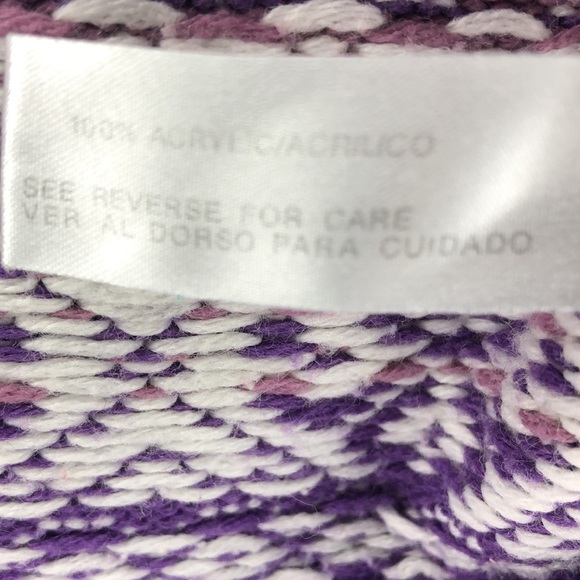 100% ACRYLIC/ACRILICO
SEE REVERSE FOR CARE
VER AL DORSO PARA CUIDADO